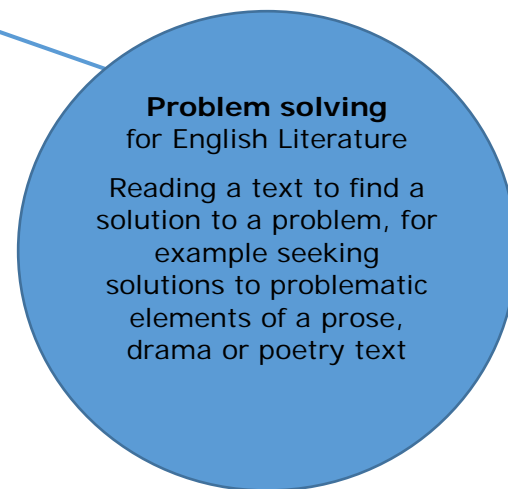 Problem solving
for English Literature
Reading a text to find a
solution to a problem, for
example seeking
solutions to problematic
elements of a prose,
drama or poetry text